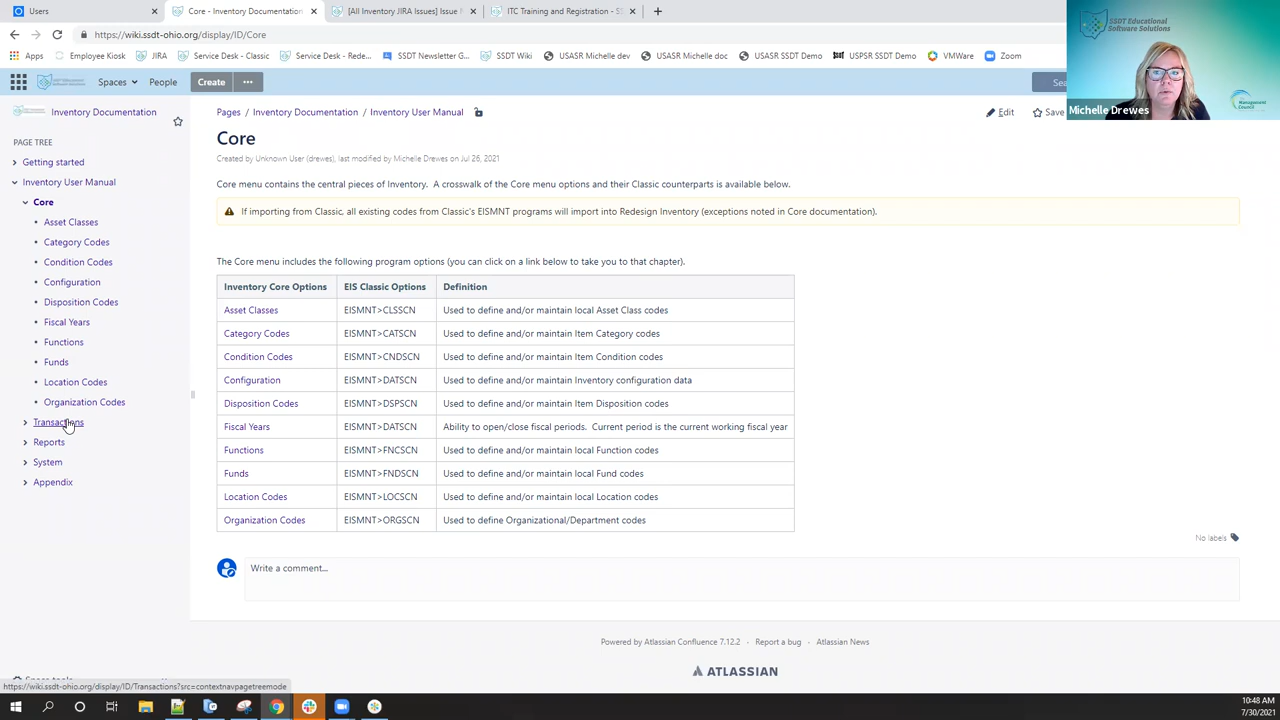 Users
Core - Inventory Documentation
[All Inventory JIRA Issues] Issue
ITC Training and Registration - SS
https://wiki.ssdt-ohio.org/display/ID/Core
Apps
Employee Kiosk
JIRA
Service Desk - Classic
Service Desk - Rede...
SSDT Newsletter G...
SSDT Wiki
USASR Michelle dev
USASR Michelle doc
USASR SSDT Demo
USPSR SSDT Demo
VMWare
Zoom
SSDT Educational
Software Solutions
Management
Council
Michelle Drewes
Spaces
People
Create
Sea
Inventory Documentation
PAGE TREE
Getting started
Inventory User Manual
Core
Asset Classes
Category Codes
Condition Codes
Configuration
Disposition Codes
Fiscal Years
Functions
Funds
Location Codes
Organization Codes
Transactions
Reports
System
Appendix
Pages / Inventory Documentation / Inventory User Manual
Edit
Save
Core
Created by Unknown User (drewes), last modified by Michelle Drewes on Jul 26, 2021
Core menu contains the central pieces of Inventory. A crosswalk of the Core menu options and their Classic counterparts is available below.
If importing from Classic, all existing codes from Classic's EISMNT programs will import into Redesign Inventory (exceptions noted in Core documentation).
The Core menu includes the following program options (you can click on a link below to take you to that chapter).
Inventory Core Options EIS Classic Options Definition
Asset Classes EISMNT>CLSSCN Used to define and/or maintain local Asset Class codes
Category Codes EISMNT>CATSCN Used to define and/or maintain Item Category codes
Condition Codes EISMNT>CNDSCN Used to define and/or maintain Item Condition codes
Configuration EISMNT>DATSCN Used to define and/or maintain Inventory configuration data
Disposition Codes EISMNT>DSPSCN Used to define and/or maintain Item Disposition codes
Fiscal Years EISMNT>DATSCN Ability to open/close fiscal periods. Current period is the current working fiscal year
Functions EISMNT>FNCSCN Used to define and/or maintain local Function codes
Funds EISMNT>FNDSCN Used to define and/or maintain local Fund codes
Location Codes EISMNT>LOCSCN Used to define and/or maintain local Location codes
Organization Codes EISMNT>ORGSCN Used to define Organizational/Department codes
No labels
Write a comment...
Powered by Atlassian Confluence 7.12.2 · Report a bug · Atlassian News
ATLASSIAN
https://wiki.ssdt-ohio.org/display/ID/Transactions?src=contextnavpagetreemode
10:48 AM
7/30/2021